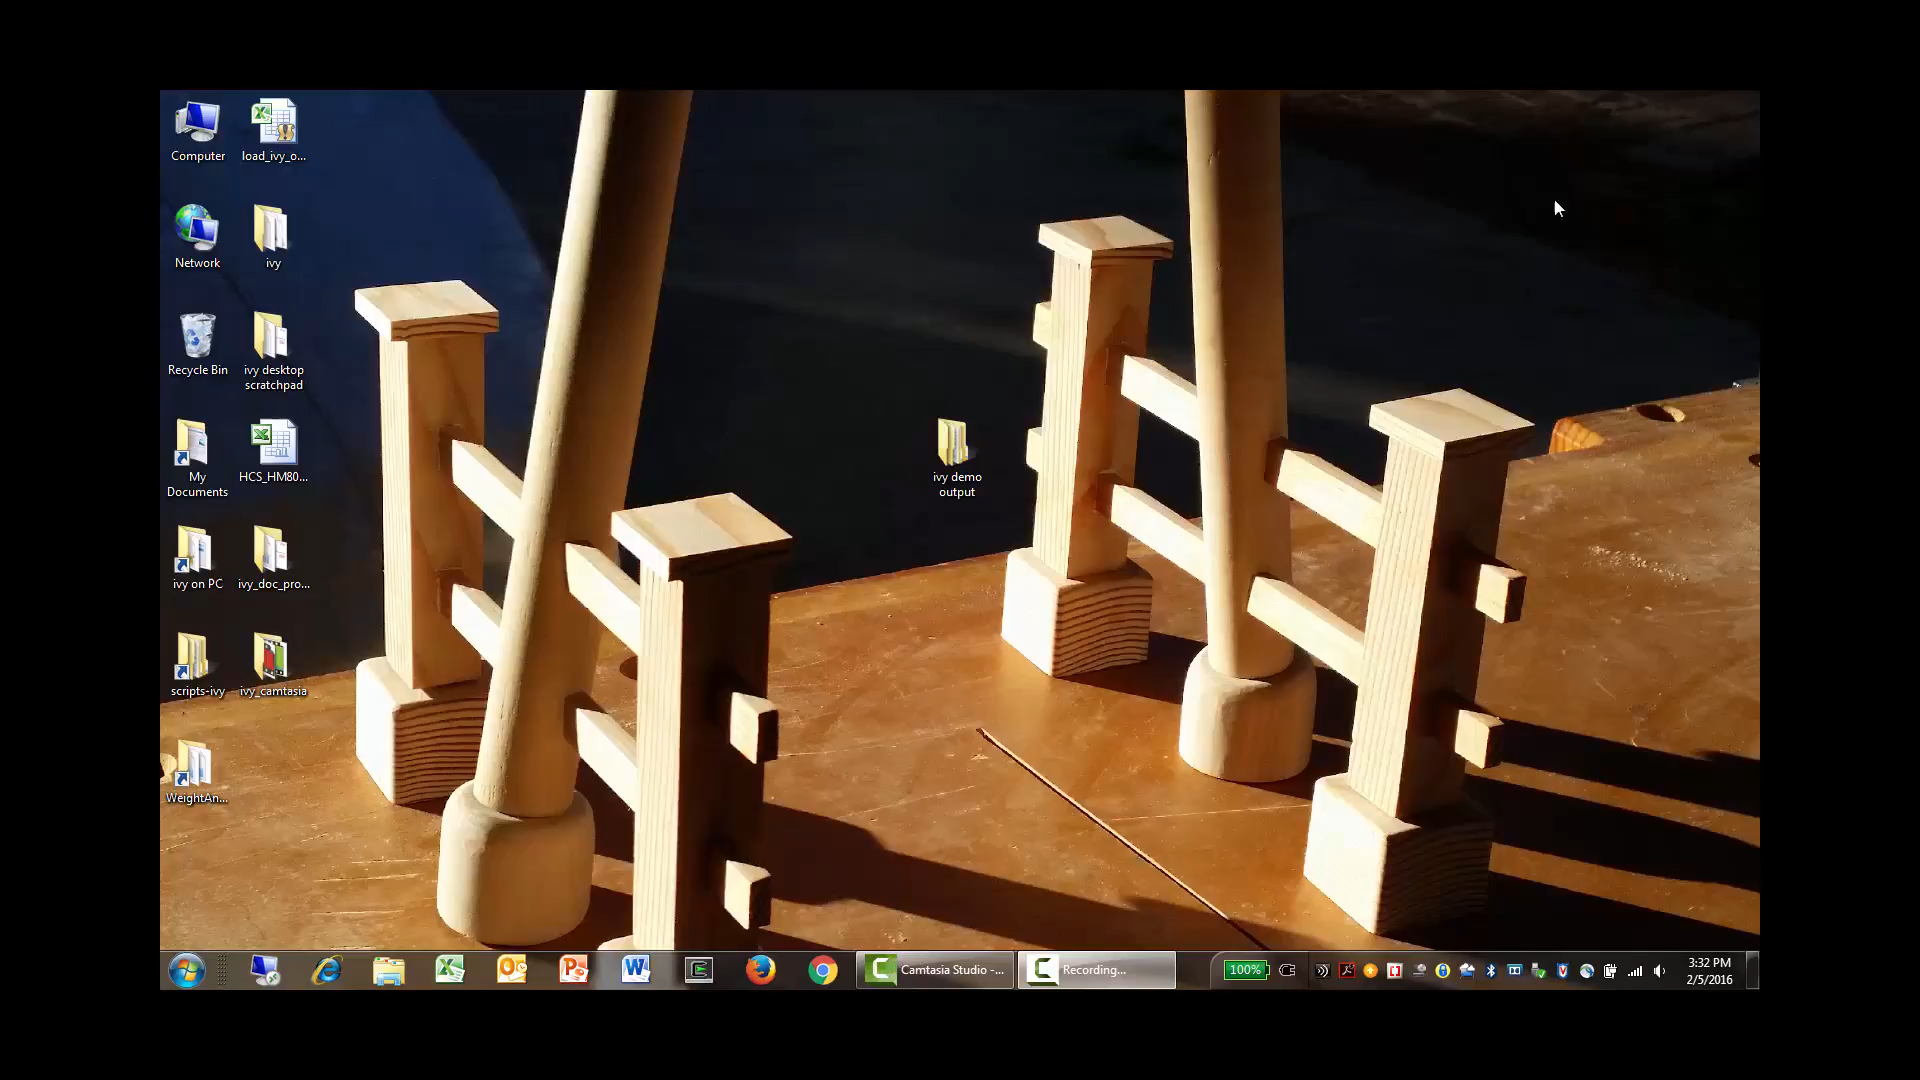 Computer
load_ivy_o...
Network
ivy
Recycle Bin
ivy desktop
scratchpad
My
Documents
HCS_HM80...
ivy demo
output
ivy on PC
ivy_doc_pro...
scripts-ivy
ivy_camtasia
WeightAn...
Camtasia Studio -...
Recording...
100%
3:32 PM
2/5/2016